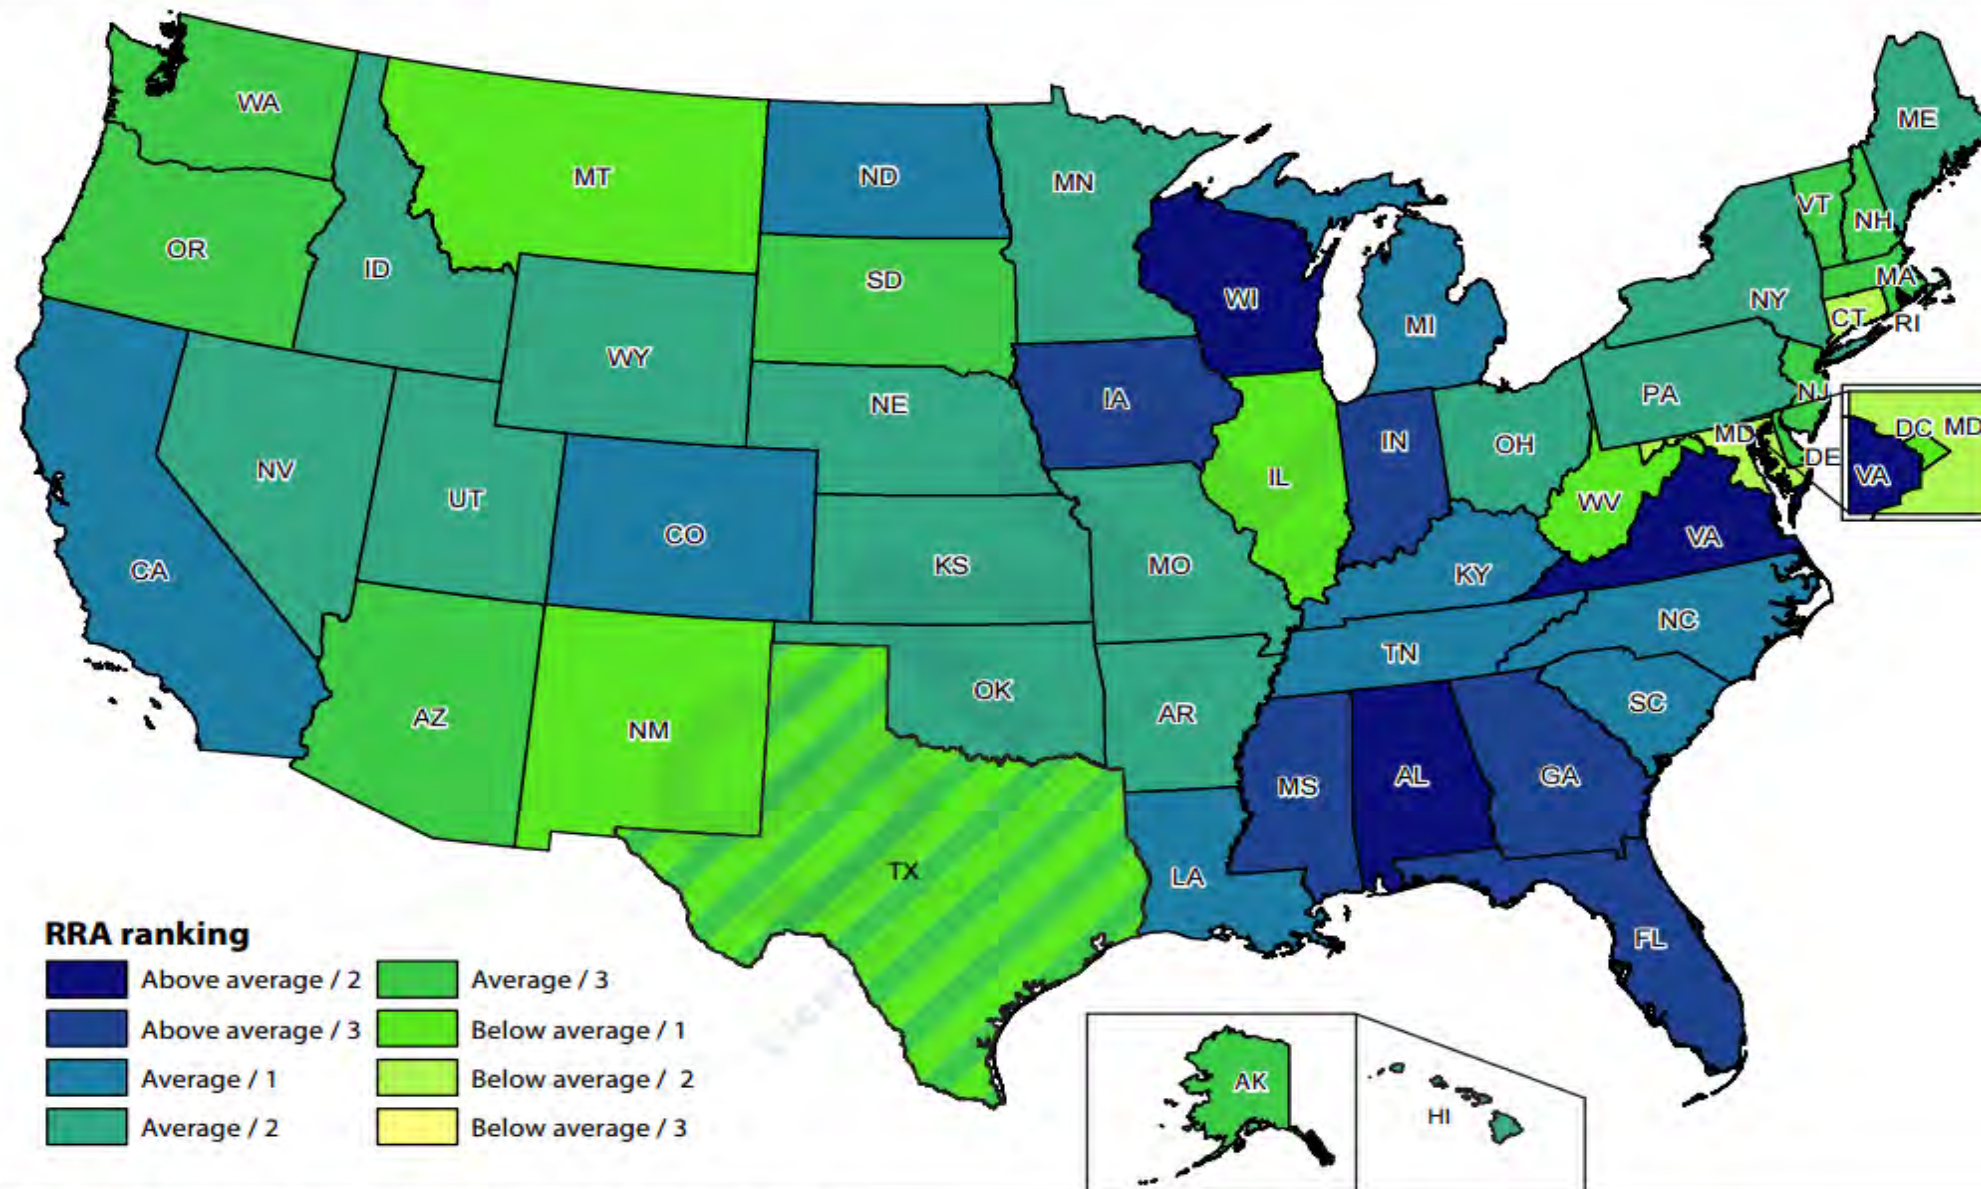 WA
ME
MT
ND
MN
VT
NH
OR
ID
SD
MA
NY
WI
CT
RI
MI
WY
PA
NJ
IA
NE
DC
MD
MD
IN
OH
DE
NV
IL
VA
UT
WV
CO
VA
CA
KS
MO
KY
NC
TN
OK
SC
AZ
AR
NM
GA
AL
MS
TX
LA
FL
RRA ranking
Above average / 2
Average / 3
Above average / 3
Below average / 1
Average / 1
Below average / 2
AK
HI
Average / 2
Below average / 3